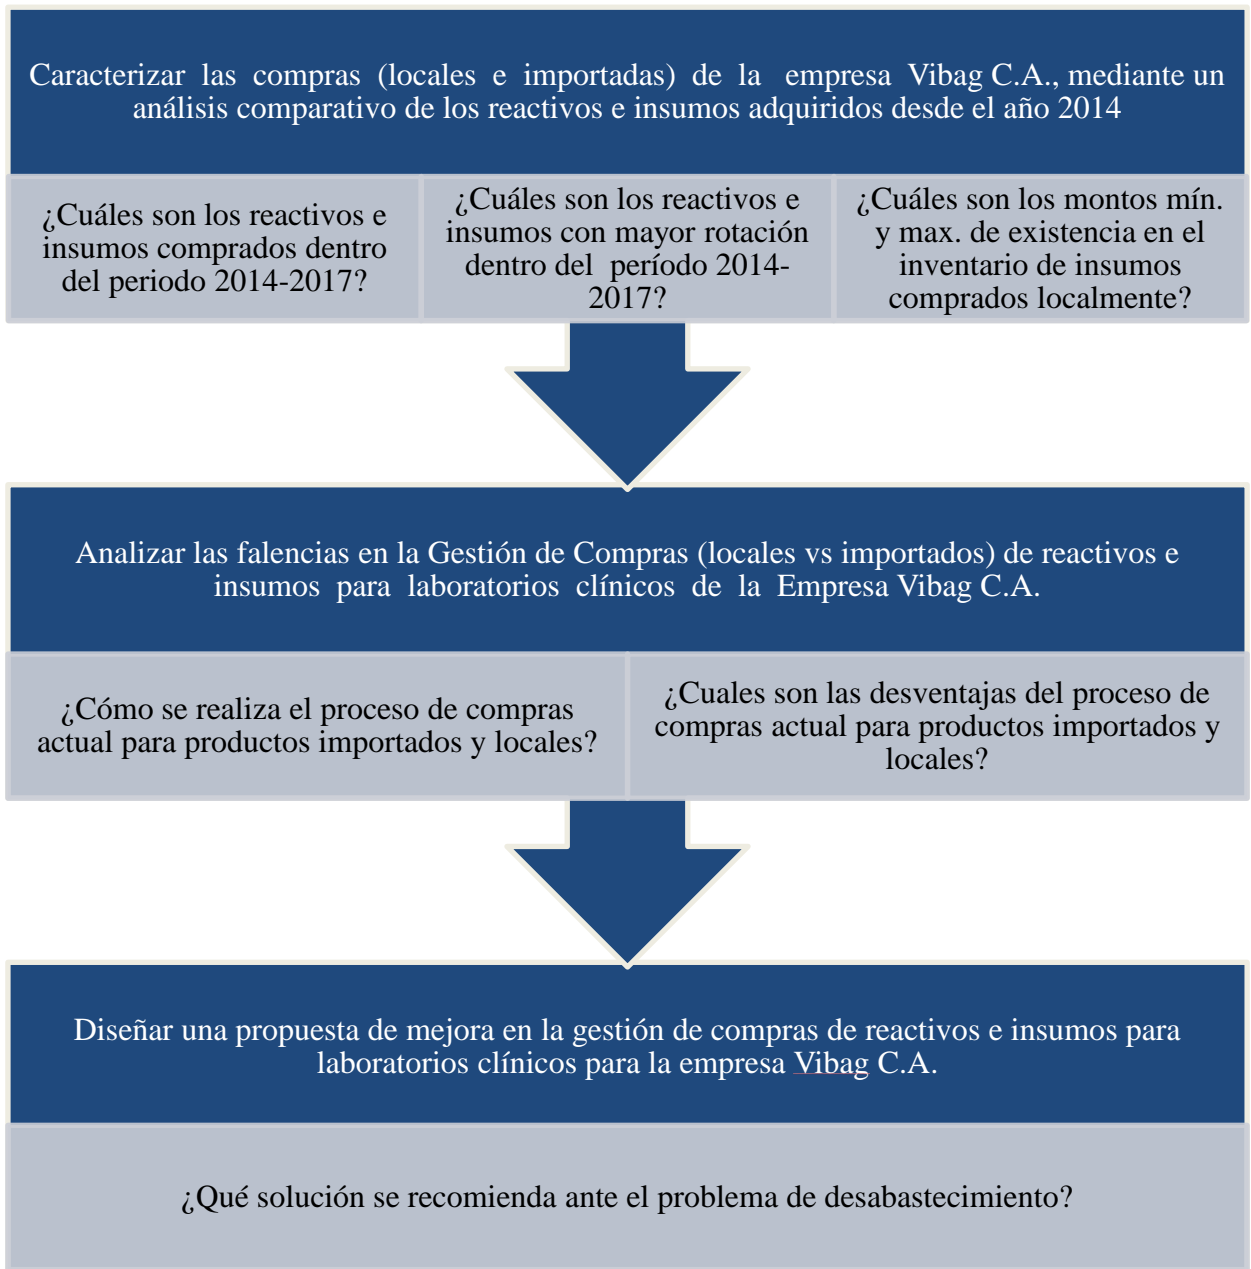 Caracterizar las compras (locales e importadas) de la empresa Vibag C.A., mediante un
análisis comparativo de los reactivos e insumos adquiridos desde el año 2014
¿Cuáles son los reactivos e
insumos comprados dentro
del periodo 2014-2017?
¿Cuáles son los reactivos e
insumos con mayor rotación
dentro del período 2014-
2017?
¿Cuáles son los montos mín.
y max. de existencia en el
inventario de insumos
comprados localmente?
Analizar las falencias en la Gestión de Compras (locales vs importados) de reactivos e
insumos para laboratorios clínicos de la Empresa Vibag C.A.
¿Cómo se realiza el proceso de compras
actual para productos importados y locales?
¿Cuales son las desventajas del proceso de
compras actual para productos importados y
locales?
Diseñar una propuesta de mejora en la gestión de compras de reactivos e insumos para
laboratorios clínicos para la empresa Vibag C.A.
¿Qué solución se recomienda ante el problema de desabastecimiento?